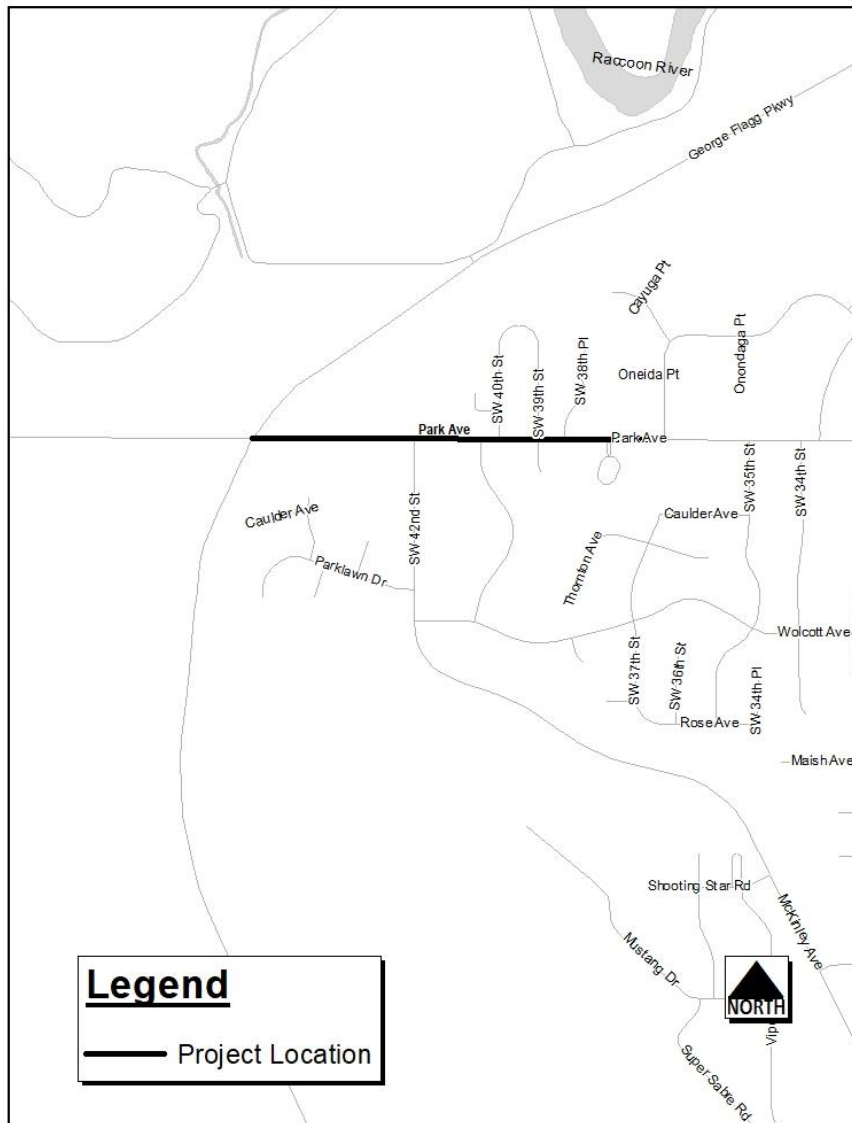 Raccoon River
George Flagg Pkwy
Cayuga Pt
Onondaga Pt
Oneida Pt
SW 38th Pl
SW 40th St
SW 39th St
Park Ave
Park Ave
SW 35th St
SW 34th St
SW 42nd St
Caulder Ave
Caulder Ave
Thornton Ave
Parklawn Dr
Wolcott Ave
SW 37th St
SW 36th St
SW 34th Pl
Rose Ave
Maish Ave
Shooting Star Rd
McKinley Ave
Mustang Dr
NORTH
Super Sabre Rd
Legend
Project Location